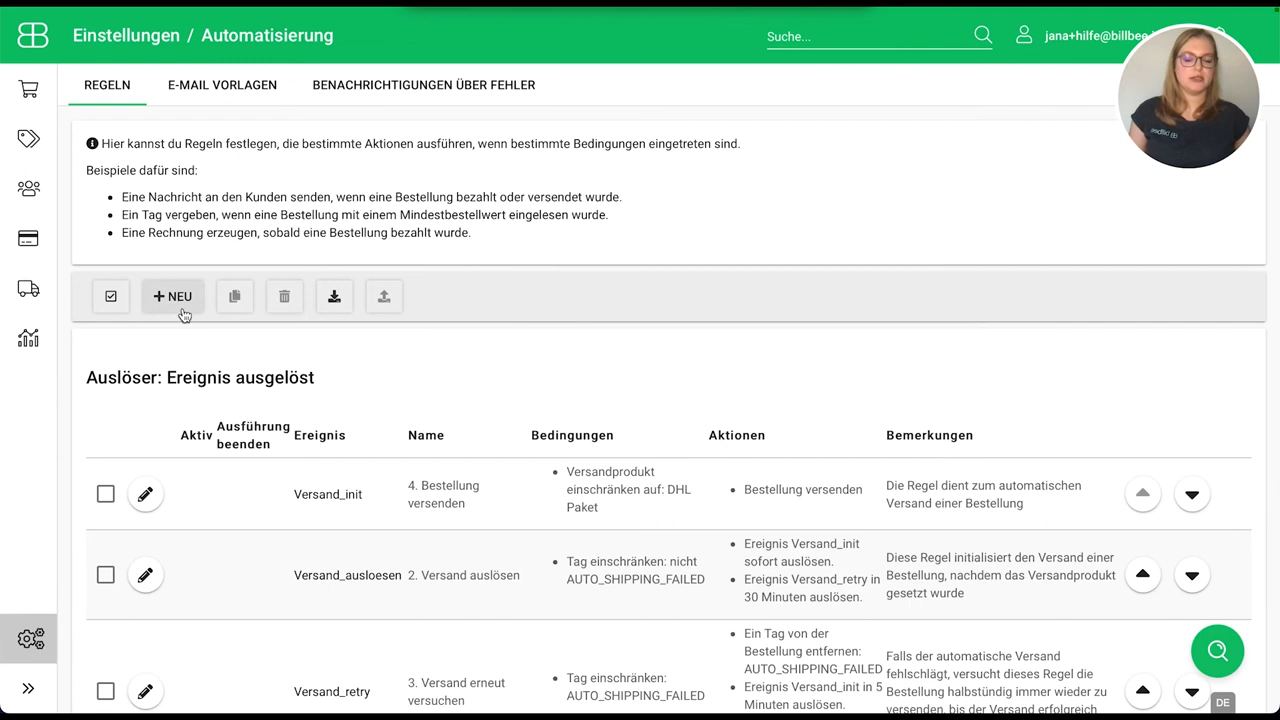 Einstellungen / Automatisierung
Suche...
jana+hilfe@billbee.
REGELN
E-MAIL VORLAGEN
BENACHRICHTIGUNGEN ÜBER FEHLER
Hier kannst du Regeln festlegen, die bestimmte Aktionen ausführen, wenn bestimmte Bedingungen eingetreten sind.
Beispiele dafür sind:
• Eine Nachricht an den Kunden senden, wenn eine Bestellung bezahlt oder versendet wurde.
• Ein Tag vergeben, wenn eine Bestellung mit einem Mindestbestellwert eingelesen wurde.
• Eine Rechnung erzeugen, sobald eine Bestellung bezahlt wurde.
+ NEU
Auslöser: Ereignis ausgelöst
Aktiv
Ausführung
beenden
Ereignis
Name
Bedingungen
Aktionen
Bemerkungen
Versand_init
4. Bestellung
versenden
• Versandprodukt
einschränken auf: DHL
Paket
• Bestellung versenden
Die Regel dient zum automatischen
Versand einer Bestellung
Versand_ausloesen
2. Versand auslösen
• Tag einschränken: nicht
AUTO_SHIPPING_FAILED
• Ereignis Versand_init
sofort auslösen.
• Ereignis Versand_retry in
30 Minuten auslösen.
Diese Regel initialisiert den Versand einer
Bestellung, nachdem das Versandprodukt
gesetzt wurde
Versand_retry
3. Versand erneut
versuchen
• Tag einschränken:
AUTO_SHIPPING_FAILED
• Ein Tag von der
Bestellung entfernen:
AUTO_SHIPPING_FAILED
• Ereignis Versand_init in 5
Minuten auslösen.
Falls der automatische Versand
fehlschlägt, versucht dieses Regel die
Bestellung halbstündig immer wieder zu
versenden, bis der Versand erfolgreich
DE